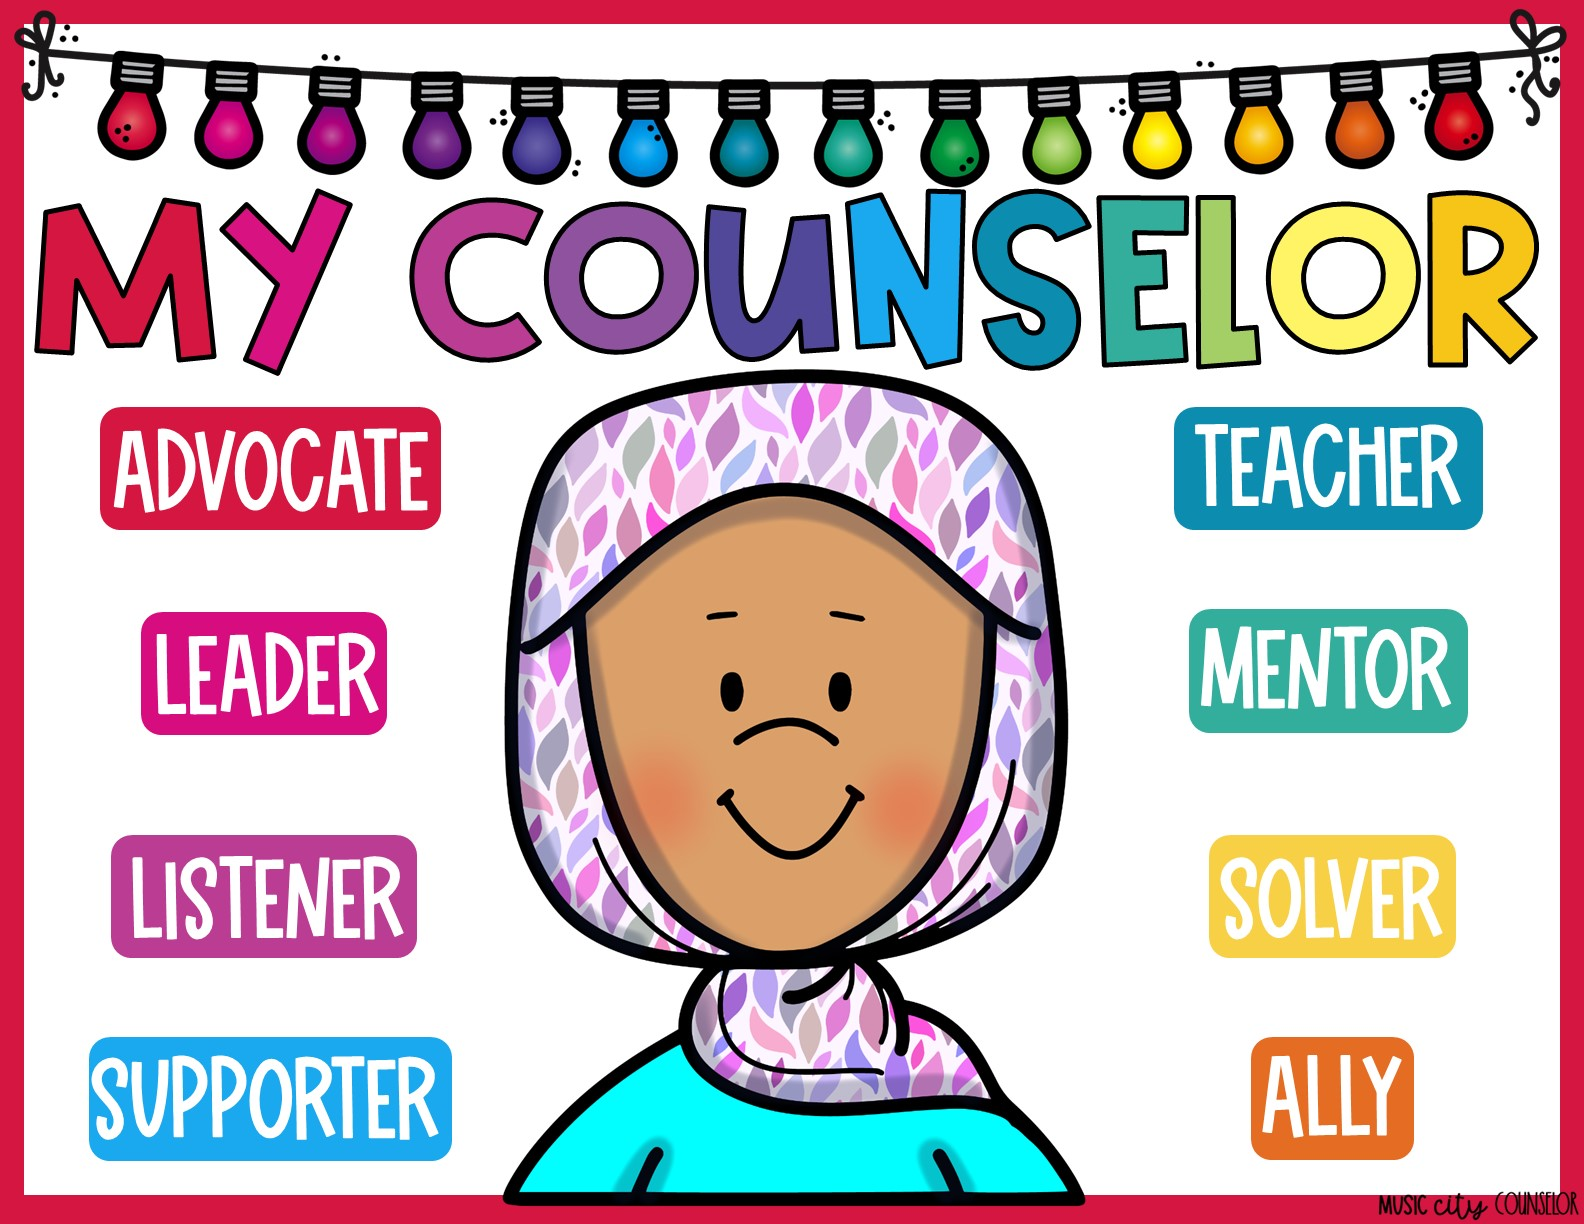 MY COUNSELOR
ADVOCATE
TEACHER
LEADER
MENTOR
LISTENER
SOLVER
SUPPORTER
ALLY
MUSIC city COUNSELOR